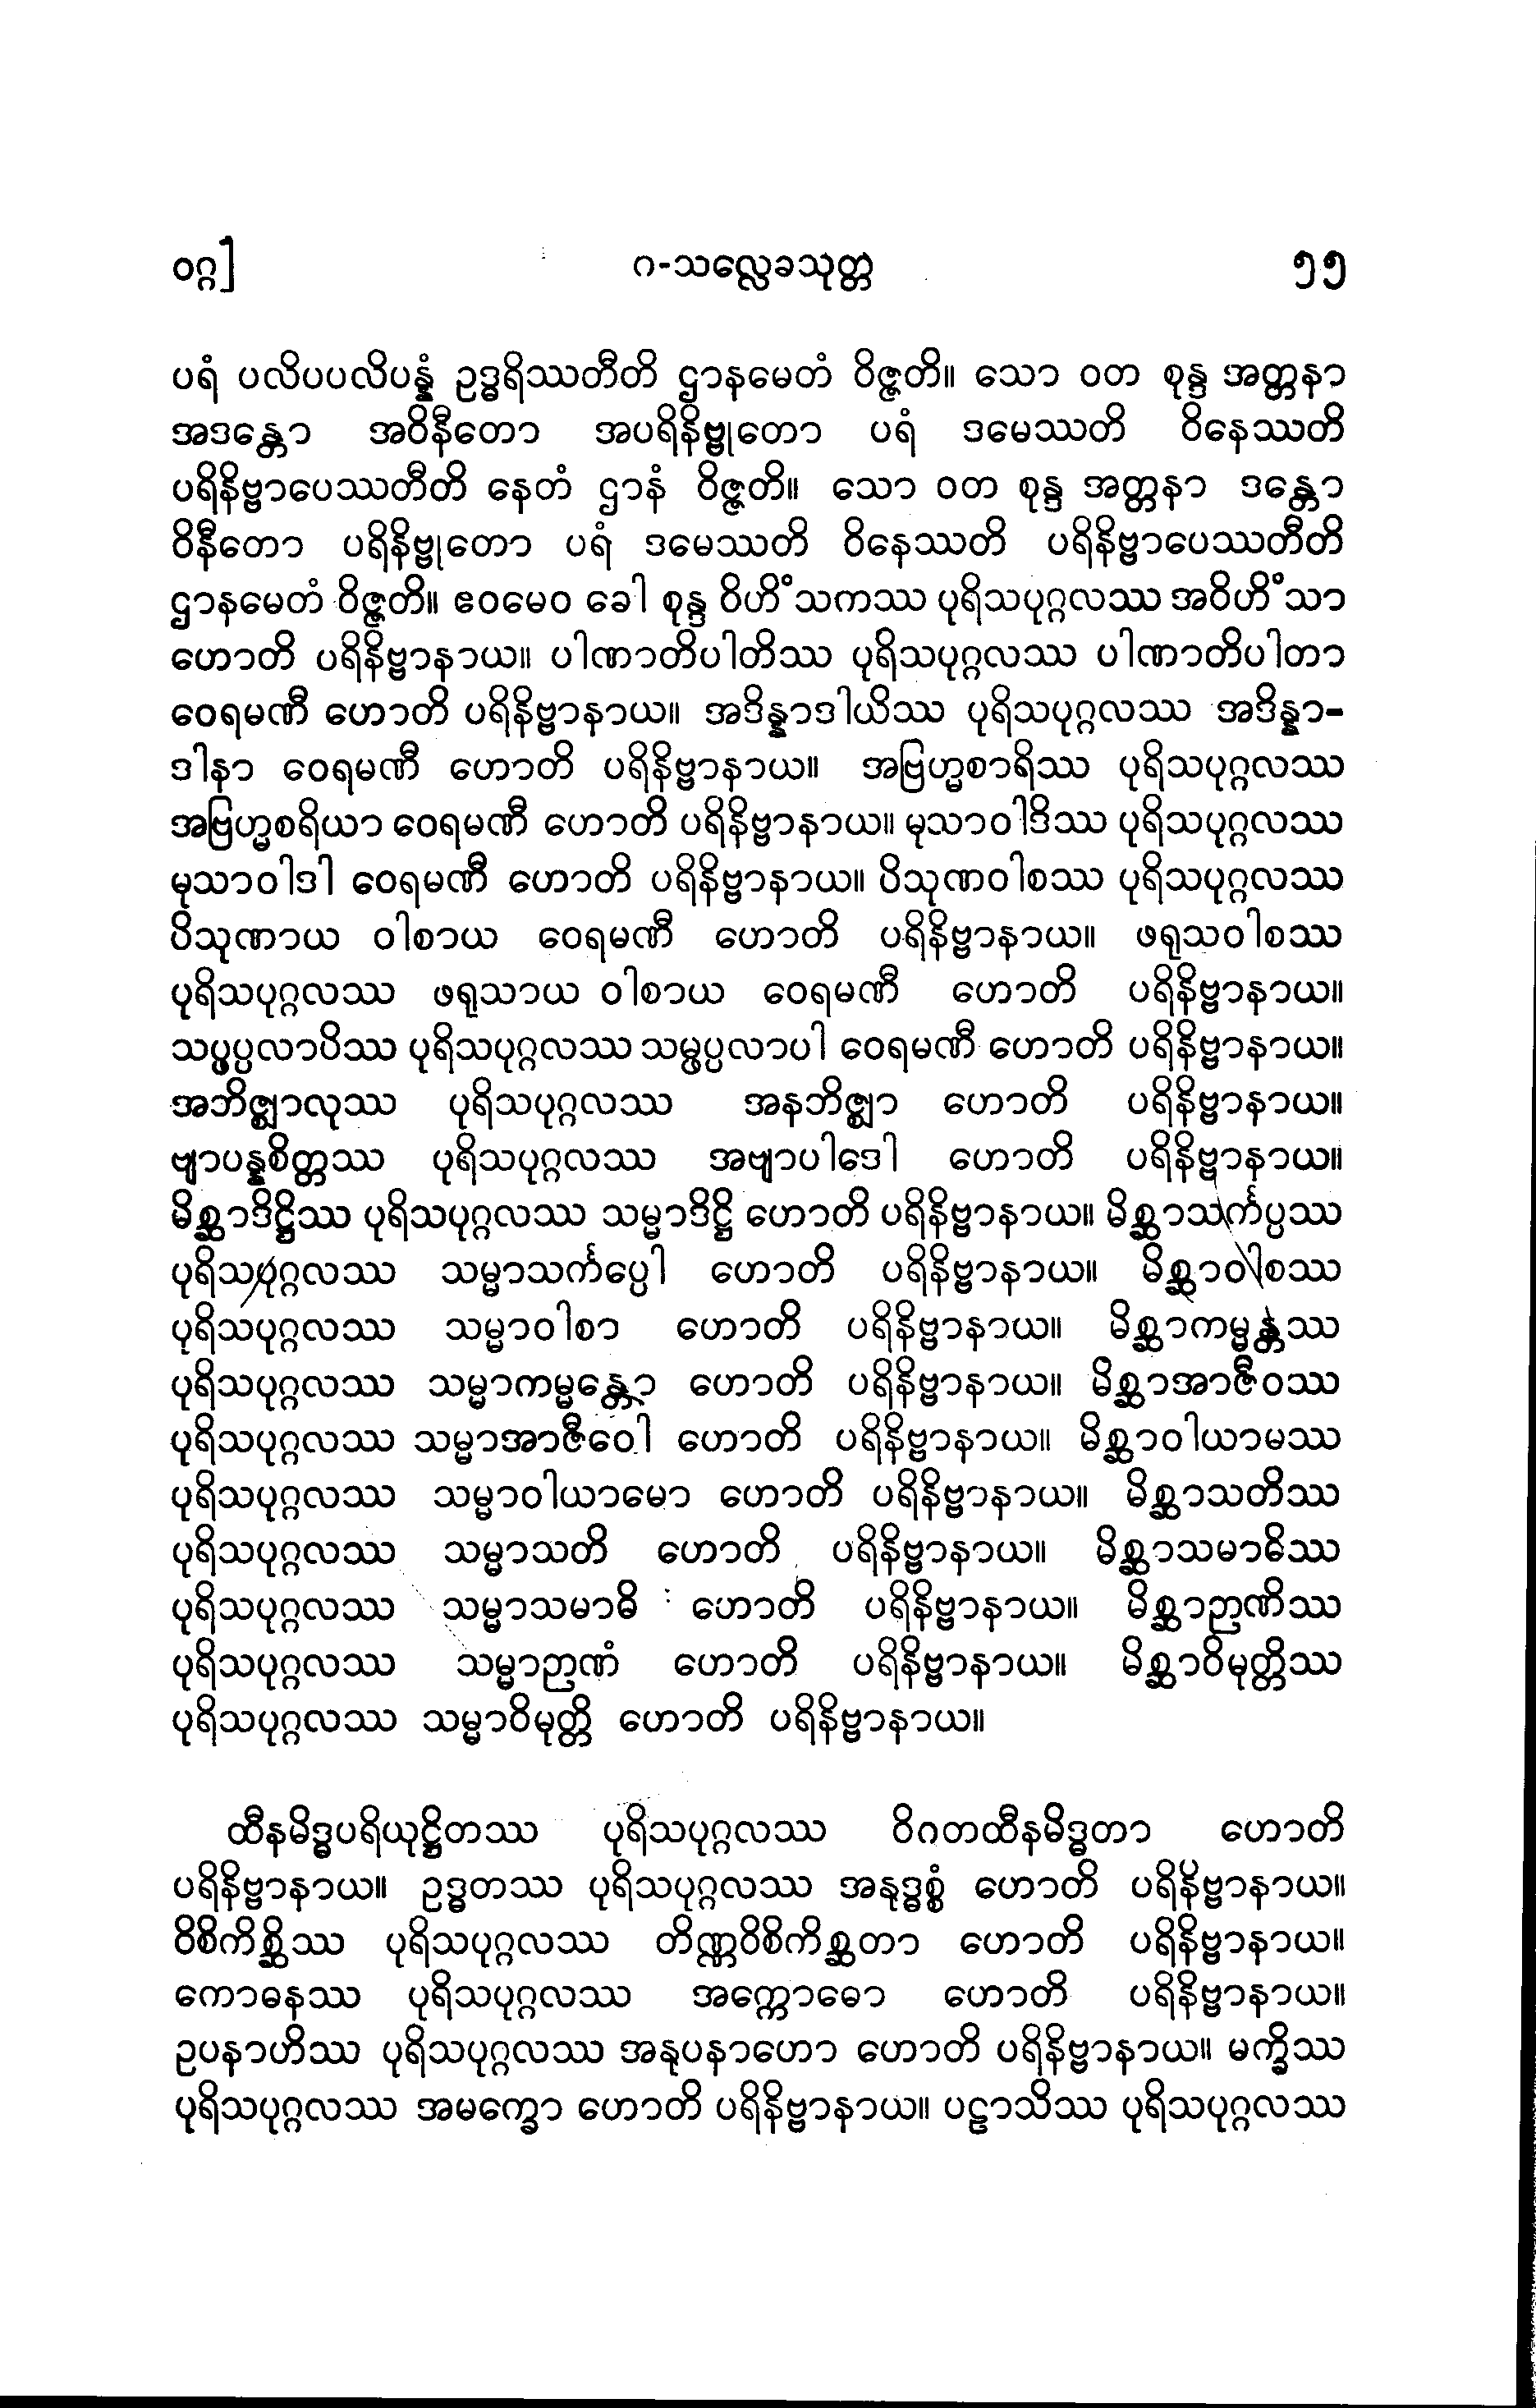 ဝဂ္ဂ] ဂ-သလ္လေခသုတ္တ ၅၅
ပရံ ပလိပပလိပန္နံ ဥဒ္ဓရိဿတီတိ ဌာနမေတံ ဝိဇ္ဇတိ။ သော ဝတ စုန္ဒ အတ္တနာ
အဒန္တော အဝိနီတော အပရိနိဗ္ဗုတော ပရံ ဒမေဿတိ ဝိနေဿတိ
ပရိနိဗ္ဗာပေဿတီတိ နေတံ ဌာနံ ဝိဇ္ဇတိ။ သော ဝတ စုန္ဒ အတ္တနာ ဒန္တော
ဝိနီတော ပရိနိဗ္ဗုတော ပရံ ဒမေဿတိ ဝိနေဿတိ ပရိနိဗ္ဗာပေဿတီတိ
ဌာနမေတံ ဝိဇ္ဇတိ။ ဧဝမေဝ ခေါ စုန္ဒ ဝိဟိံသကဿ ပုရိသပုဂ္ဂလဿ အဝိဟိံသာ
ဟောတိ ပရိနိဗ္ဗာနာယ။ ပါဏာတိပါတိဿ ပုရိသပုဂ္ဂလဿ ပါဏာတိပါတာ
ဝေရမဏီ ဟောတိ ပရိနိဗ္ဗာနာယ။ အဒိန္နာဒါယိဿ ပုရိသပုဂ္ဂလဿ အဒိန္နာ-
ဒါနာ ဝေရမဏီ ဟောတိ ပရိနိဗ္ဗာနာယ။ အဗြဟ္မစာရိဿ ပုရိသပုဂ္ဂလဿ
အဗြဟ္မစရိယာ ဝေရမဏီ ဟောတိ ပရိနိဗ္ဗာနာယ။ မုသာဝါဒိဿ ပုရိသပုဂ္ဂလဿ
မုသာဝါဒါ ဝေရမဏီ ဟောတိ ပရိနိဗ္ဗာနာယ။ ပိသုဏဝါစဿ ပုရိသပုဂ္ဂလဿ
ပိသုဏာယ ဝါစာယ ဝေရမဏီ ဟောတိ ပရိနိဗ္ဗာနာယ။ ဖရုသဝါစဿ
ပုရိသပုဂ္ဂလဿ ဖရုသာယ ဝါစာယ ဝေရမဏီ ဟောတိ ပရိနိဗ္ဗာနာယ။
သပ္ဖပ္ပလာပိဿ ပုရိသပုဂ္ဂလဿ သမ္ဖပ္ပလာပါ ဝေရမဏီ ဟောတိ ပရိနိဗ္ဗာနာယ။
အဘိဇ္ဈာလုဿ ပုရိသပုဂ္ဂလဿ အနဘိဇ္ဈာ ဟောတိ ပရိနိဗ္ဗာနာယ။
ဗျာပန္နစိတ္တဿ ပုရိသပုဂ္ဂလဿ အဗျာပါဒေါ ဟောတိ ပရိနိဗ္ဗာနာယ။
မိစ္ဆာဒိဋ္ဌိဿ ပုရိသပုဂ္ဂလဿ သမ္မာဒိဋ္ဌိ ဟောတိ ပရိနိဗ္ဗာနာယ။ မိစ္ဆာသင်္ကပ္ပဿ
ပုရိသပုဂ္ဂလဿ သမ္မာသင်္ကပ္ပေါ ဟောတိ ပရိနိဗ္ဗာနာယ။ မိစ္ဆာဝါစဿ
ပုရိသပုဂ္ဂလဿ သမ္မာဝါစာ ဟောတိ ပရိနိဗ္ဗာနာယ။ မိစ္ဆာကမ္မန္တဿ
ပုရိသပုဂ္ဂလဿ သမ္မာကမ္မန္တော ဟောတိ ပရိနိဗ္ဗာနာယ။ မိစ္ဆာအာဇီဝဿ
ပုရိသပုဂ္ဂလဿ သမ္မာအာဇီဝေါ ဟောတိ ပရိနိဗ္ဗာနာယ။ မိစ္ဆာဝါယာမဿ
ပုရိသပုဂ္ဂလဿ သမ္မာဝါယာမော ဟောတိ ပရိနိဗ္ဗာနာယ။ မိစ္ဆာသတိဿ
ပုရိသပုဂ္ဂလဿ သမ္မာသတိ ဟောတိ ပရိနိဗ္ဗာနာယ။ မိစ္ဆာသမာဓိဿ
ပုရိသပုဂ္ဂလဿ သမ္မာသမာဓိ ဟောတိ ပရိနိဗ္ဗာနာယ။ မိစ္ဆာဉာဏိဿ
ပုရိသပုဂ္ဂလဿ သမ္မာဉာဏံ ဟောတိ ပရိနိဗ္ဗာနာယ။ မိစ္ဆာဝိမုတ္တိဿ
ပုရိသပုဂ္ဂလဿ သမ္မာဝိမုတ္တိ ဟောတိ ပရိနိဗ္ဗာနာယ။
ထီနမိဒ္ဓပရိယုဋ္ဌိတဿ ပုရိသပုဂ္ဂလဿ ဝိဂတထီနမိဒ္ဓတာ ဟောတိ
ပရိနိဗ္ဗာနာယ။ ဥဒ္ဓတဿ ပုရိသပုဂ္ဂလဿ အနုဒ္ဓစ္စံ ဟောတိ ပရိနိဗ္ဗာနာယ။
ဝိစိကိစ္ဆိဿ ပုရိသပုဂ္ဂလဿ တိဏ္ဏဝိစိကိစ္ဆတာ ဟောတိ ပရိနိဗ္ဗာနာယ။
ကောဓနဿ ပုရိသပုဂ္ဂလဿ အက္ကောဓော ဟောတိ ပရိနိဗ္ဗာနာယ။
ဥပနာဟိဿ ပုရိသပုဂ္ဂလဿ အနုပနာဟော ဟောတိ ပရိနိဗ္ဗာနာယ။ မက္ခိဿ
ပုရိသပုဂ္ဂလဿ အမက္ခော ဟောတိ ပရိနိဗ္ဗာနာယ။ ပဠာသိဿ ပုရိသပုဂ္ဂလဿ